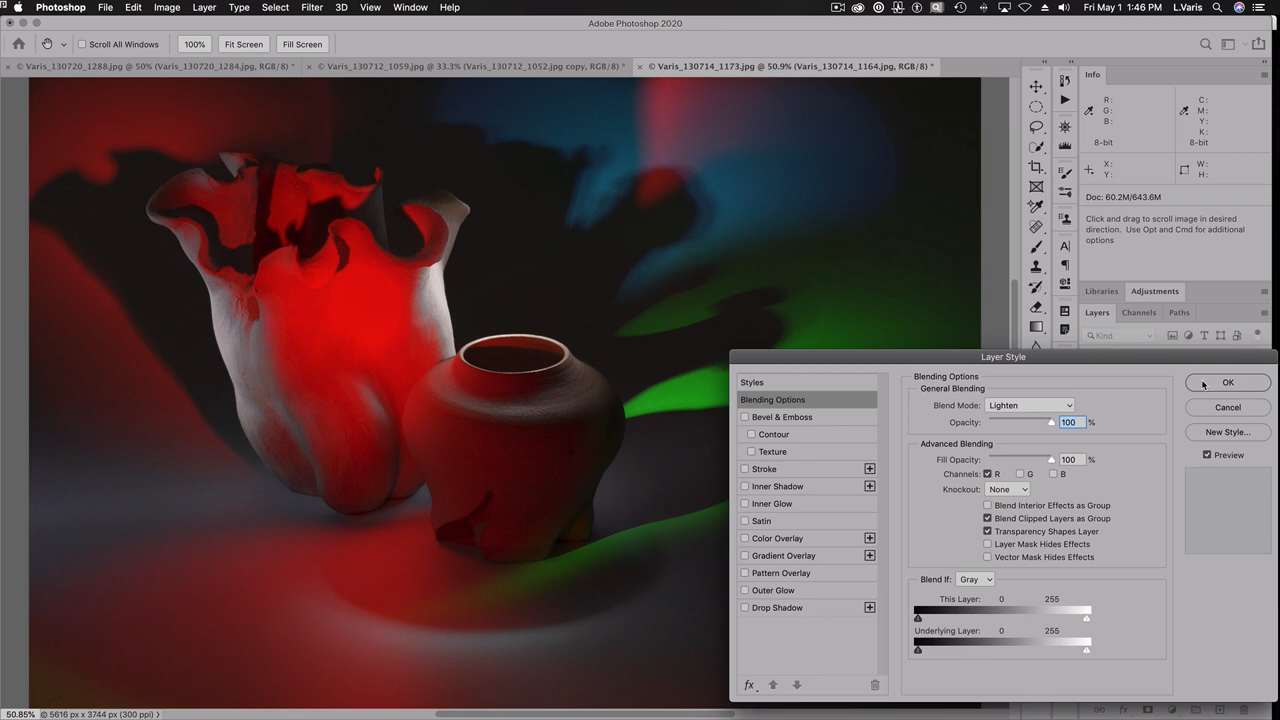 Photoshop File Edit Image Layer Type Select Filter 3D View Window Help Fri May 1 1:46 PM L.Varis
Adobe Photoshop 2020
Scroll All Windows 100% Fit Screen Fill Screen
× © Varis_130720_1288.jpg @ 50% (Varis_130720_1284.jpg, RGB/8) * × © Varis_130712_1059.jpg @ 33.3% (Varis_130712_1052.jpg copy, RGB/8) * × © Varis_130714_1173.jpg @ 50.9% (Varis_130714_1164.jpg, RGB/8) *
Info
R: C:
G: M:
B: Y:
K:
8-bit 8-bit
X: W:
Y: H:
Doc: 60.2M/643.6M
Click and drag to scroll image in desired
direction. Use Opt and Cmd for additional
options
Libraries Adjustments
Layers Channels Paths
Kind
Layer Style
Styles
Blending Options
Bevel & Emboss
Contour
Texture
Stroke
Inner Shadow
Inner Glow
Satin
Color Overlay
Gradient Overlay
Pattern Overlay
Outer Glow
Drop Shadow
fx
Blending Options
General Blending
Blend Mode: Lighten
Opacity: 100 %
Advanced Blending
Fill Opacity: 100 %
Channels: R G B
Knockout: None
Blend Interior Effects as Group
Blend Clipped Layers as Group
Transparency Shapes Layer
Layer Mask Hides Effects
Vector Mask Hides Effects
Blend If: Gray
This Layer: 0 255
Underlying Layer: 0 255
OK
Cancel
New Style...
Preview
50.85% © 5616 px x 3744 px (300 ppi)
fx